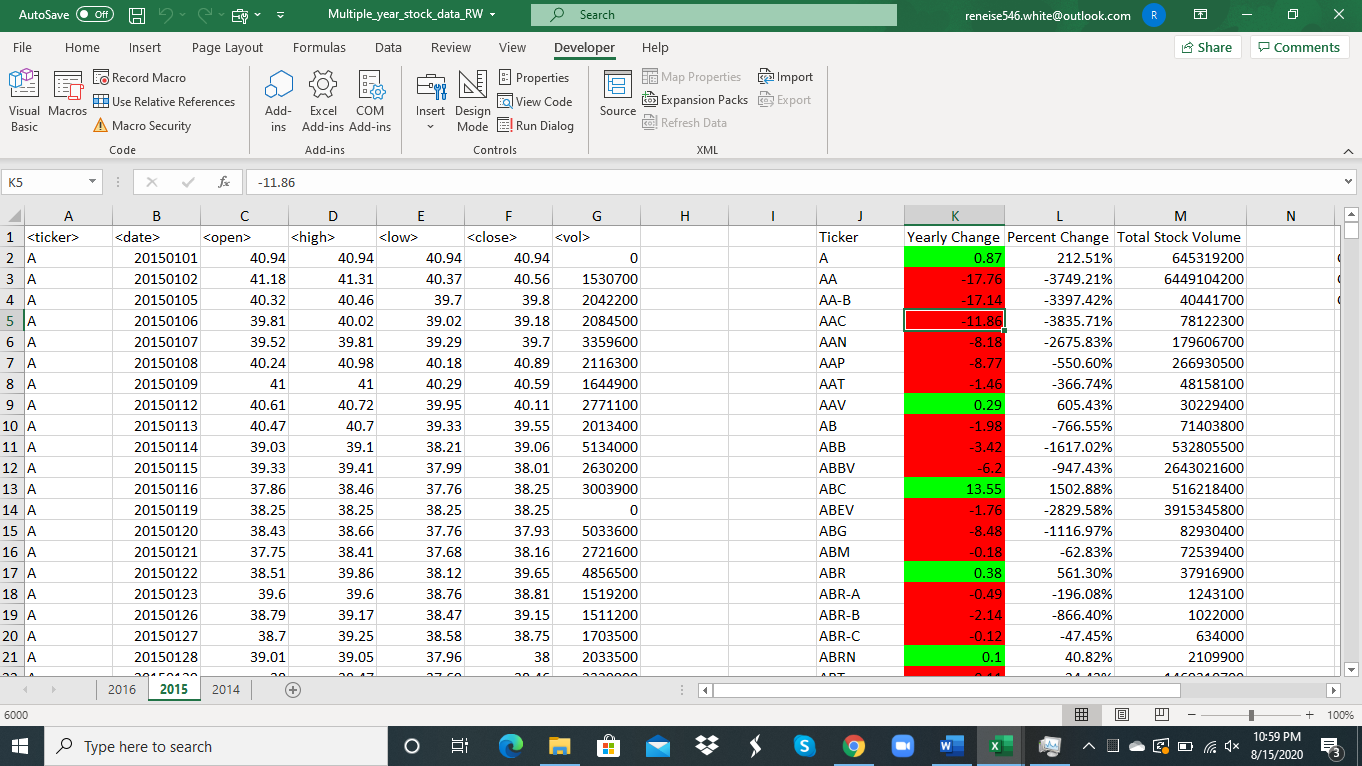 AutoSave Off Multiple_year_stock_data_RW Search reneise546.white@outlook.com R
File Home Insert Page Layout Formulas Data Review View Developer Help Share Comments
Visual Basic
Macros
Record Macro
Use Relative References
Macro Security
Code
Add-ins
Excel Add-ins
COM Add-ins
Add-ins
Insert
Design Mode
Properties
View Code
Run Dialog
Controls
Source
Map Properties
Expansion Packs
Refresh Data
Import
Export
XML
K5 fx -11.86
A B C D E F G H I J K L M N
1 <ticker> <date> <open> <high> <low> <close> <vol> Ticker Yearly Change Percent Change Total Stock Volume
2 A 20150101 40.94 40.94 40.94 40.94 0 A 0.87 212.51% 645319200
3 A 20150102 41.18 41.31 40.37 40.56 1530700 AA -17.76 -3749.21% 6449104200
4 A 20150105 40.32 40.46 39.7 39.8 2042200 AA-B -17.14 -3397.42% 40441700
5 A 20150106 39.81 40.02 39.02 39.18 2084500 AAC -11.86 -3835.71% 78122300
6 A 20150107 39.52 39.81 39.29 39.7 3359600 AAN -8.18 -2675.83% 179606700
7 A 20150108 40.24 40.98 40.18 40.89 2116300 AAP -8.77 -550.60% 266930500
8 A 20150109 41 41 40.29 40.59 1644900 AAT -1.46 -366.74% 48158100
9 A 20150112 40.61 40.72 39.95 40.11 2771100 AAV 0.29 605.43% 30229400
10 A 20150113 40.47 40.7 39.33 39.55 2013400 AB -1.98 -766.55% 71403800
11 A 20150114 39.03 39.1 38.21 39.06 5134000 ABB -3.42 -1617.02% 532805500
12 A 20150115 39.33 39.41 37.99 38.01 2630200 ABBV -6.2 -947.43% 2643021600
13 A 20150116 37.86 38.46 37.76 38.25 3003900 ABC 13.55 1502.88% 516218400
14 A 20150119 38.25 38.25 38.25 38.25 0 ABEV -1.76 -2829.58% 3915345800
15 A 20150120 38.43 38.66 37.76 37.93 5033600 ABG -8.48 -1116.97% 82930400
16 A 20150121 37.75 38.41 37.68 38.16 2721600 ABM -0.18 -62.83% 72539400
17 A 20150122 38.51 39.86 38.12 39.65 4856500 ABR 0.38 561.30% 37916900
18 A 20150123 39.6 39.6 38.76 38.81 1519200 ABR-A -0.49 -196.08% 1243100
19 A 20150126 38.79 39.17 38.47 39.15 1511200 ABR-B -2.14 -866.40% 1022000
20 A 20150127 38.7 39.25 38.58 38.75 1703500 ABR-C -0.12 -47.45% 634000
21 A 20150128 39.01 39.05 37.96 38 2033500 ABRN 0.1 40.82% 2109900
2016 2015 2014
6000 100%
Type here to search
10:59 PM
8/15/2020
3